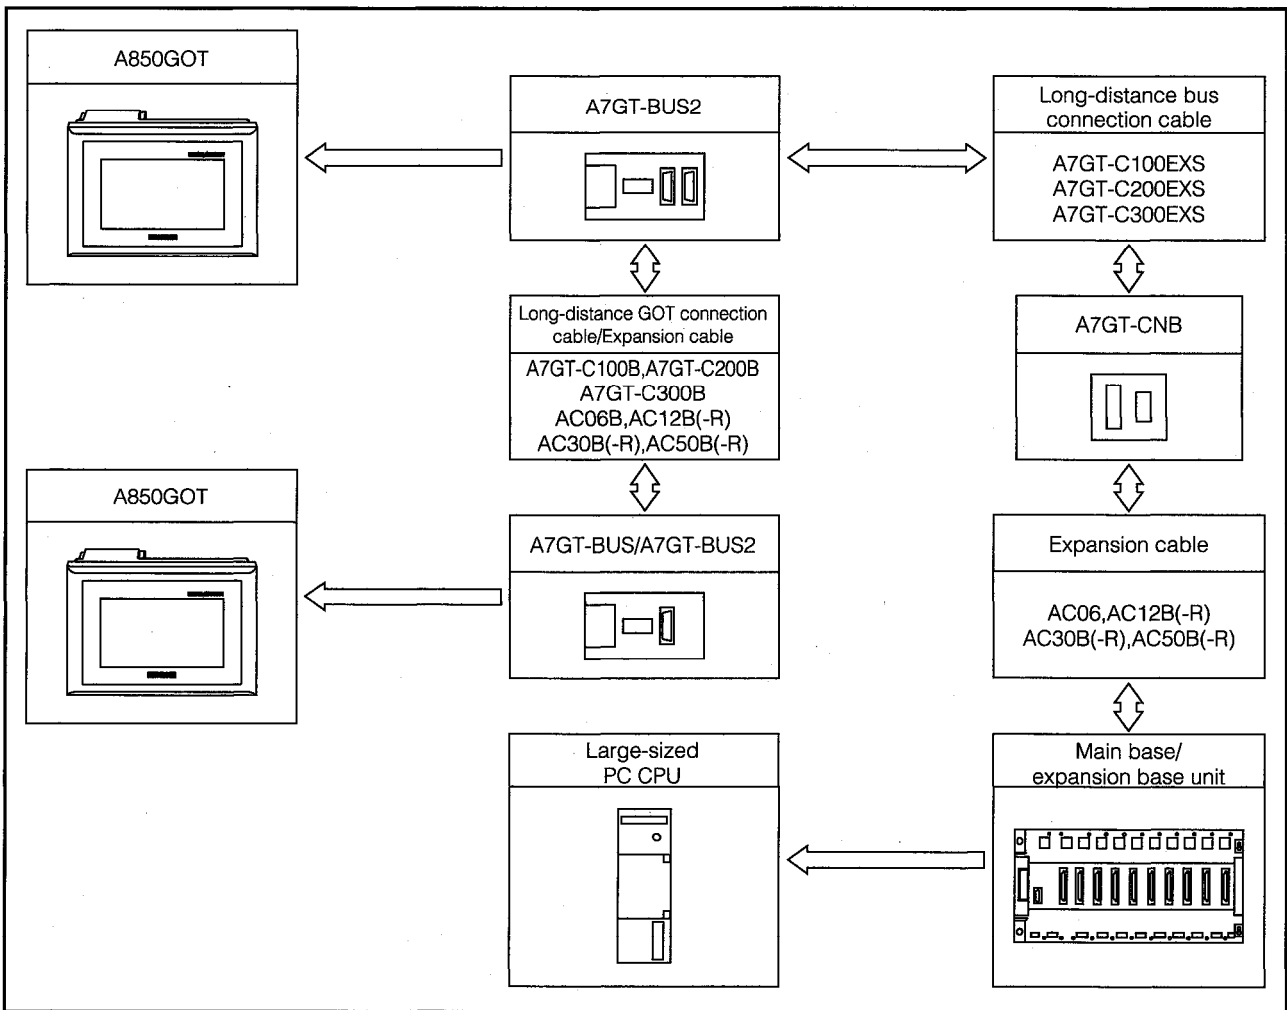 A850GOT
A7GT-BUS2
Long-distance bus
connection cable
A7GT-C100EXS
A7GT-C200EXS
A7GT-C300EXS
Long-distance GOT connection
cable/Expansion cable
A7GT-C100B,A7GT-C200B
A7GT-C300B
AC06B,AC12B(-R)
AC30B(-R),AC50B(-R)
A7GT-CNB
A850GOT
A7GT-BUS/A7GT-BUS2
Expansion cable
AC06,AC12B(-R)
AC30B(-R),AC50B(-R)
Large-sized
PC CPU
Main base/
expansion base unit